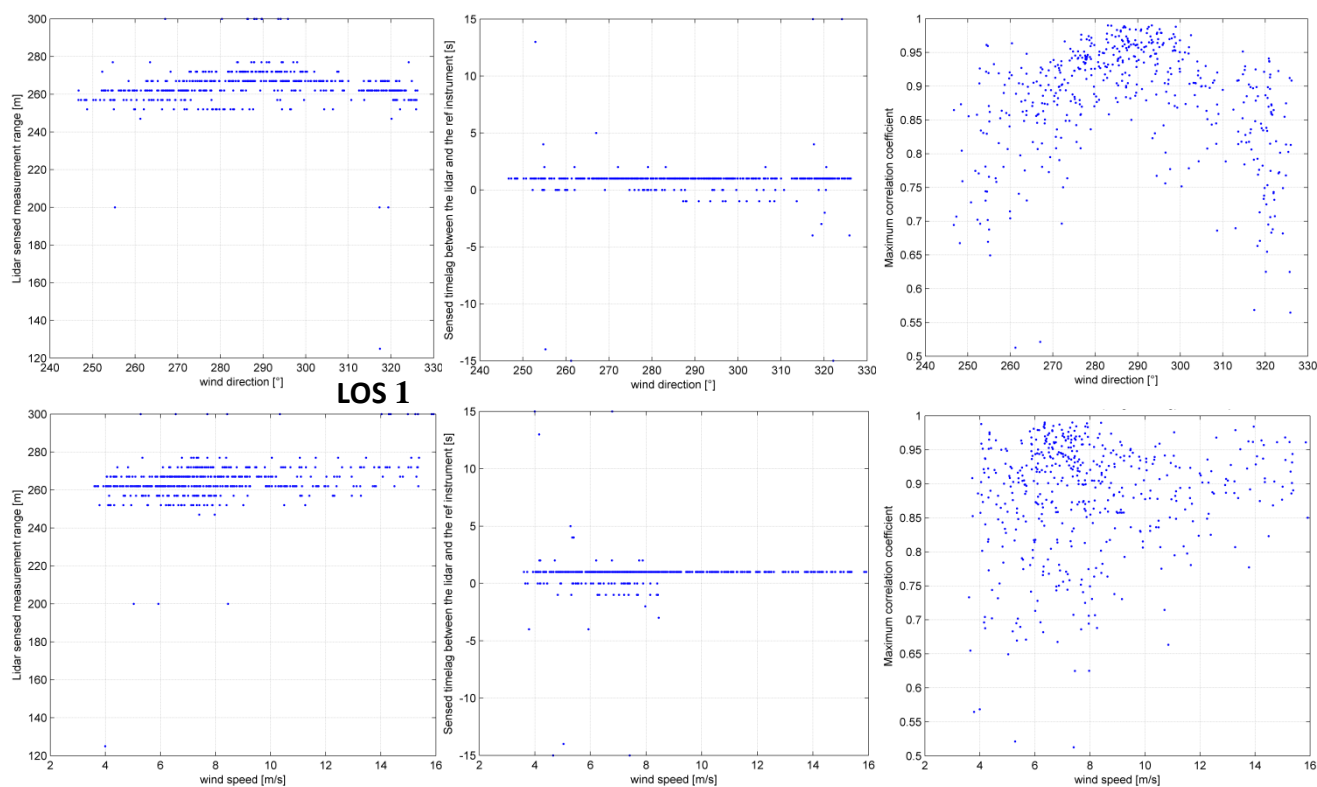 Lidar sensed measurement range [m]
300
280
260
240
220
200
180
160
140
120
240 250 260 270 280 290 300 310 320 330
wind direction [°]
Sensed timelag between the lidar and the ref instrument [s]
15
10
5
0
-5
-10
-15
240 250 260 270 280 290 300 310 320 330
wind direction [°]
Maximum correlation coefficient
1
0.95
0.9
0.85
0.8
0.75
0.7
0.65
0.6
0.55
0.5
240 250 260 270 280 290 300 310 320 330
wind direction [°]
LOS 1
Lidar sensed measurement range [m]
300
280
260
240
220
200
180
160
140
120
2 4 6 8 10 12 14 16
wind speed [m/s]
Sensed timelag between the lidar and the ref instrument [s]
15
10
5
0
-5
-10
-15
2 4 6 8 10 12 14 16
wind speed [m/s]
Maximum correlation coefficient
1
0.95
0.9
0.85
0.8
0.75
0.7
0.65
0.6
0.55
0.5
2 4 6 8 10 12 14 16
wind speed [m/s]